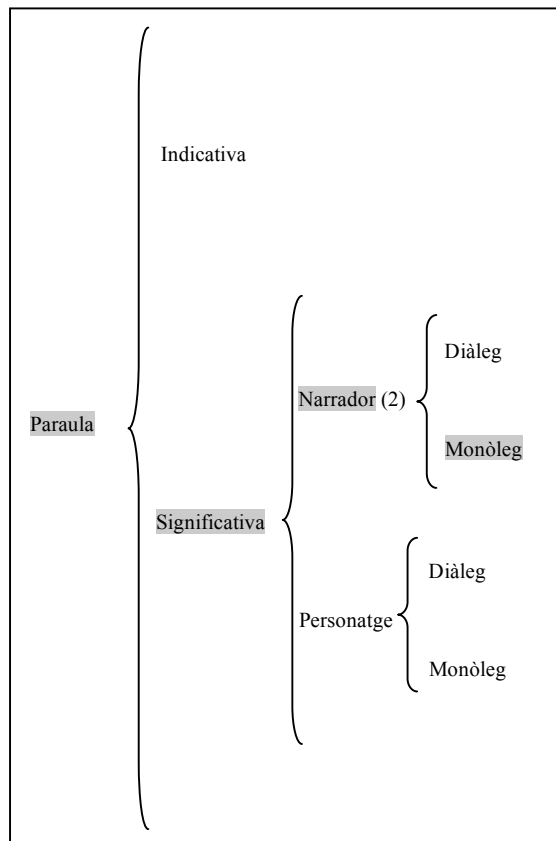 Indicativa
Diàleg
Narrador (2)
Paraula
Monòleg
Significativa
Diàleg
Personatge
Monòleg